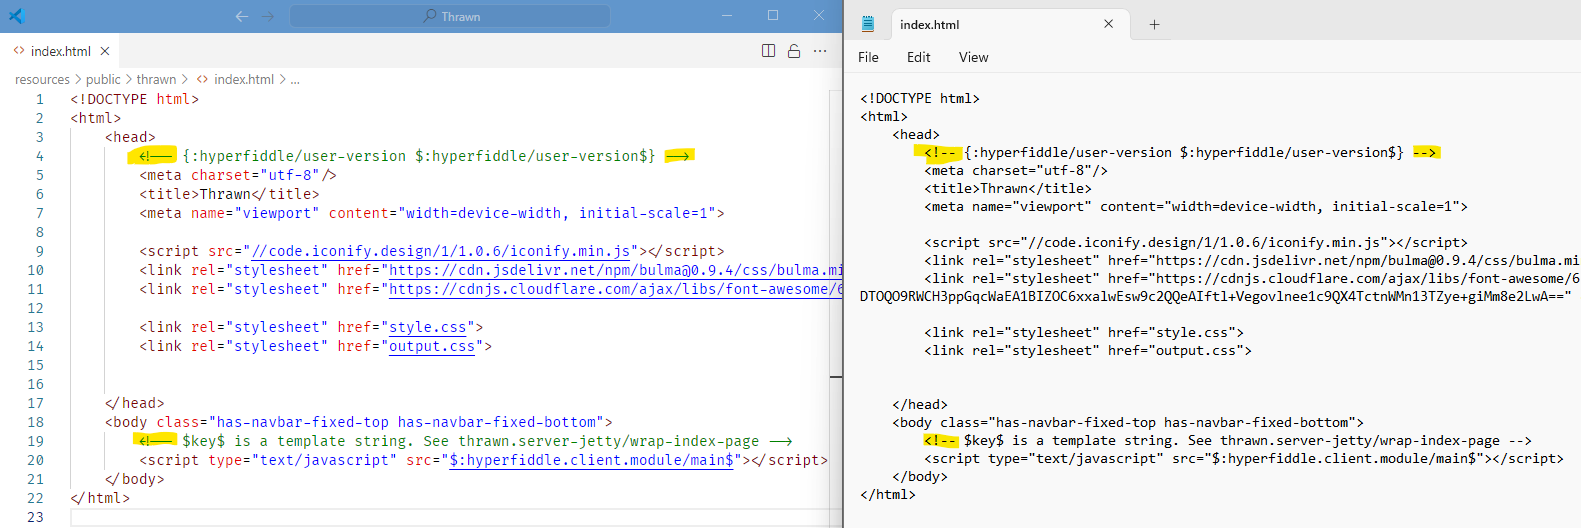 Thrawn
index.html
resources > public > thrawn > <> index.html > ...
1 <!DOCTYPE html>
2 <html>
3 <head>
4 <!-- {:hyperfiddle/user-version $:hyperfiddle/user-version$} -->
5 <meta charset="utf-8"/>
6 <title>Thrawn</title>
7 <meta name="viewport" content="width=device-width, initial-scale=1">
8
9 <script src="//code.iconify.design/1/1.0.6/iconify.min.js"></script>
10 <link rel="stylesheet" href="https://cdn.jsdelivr.net/npm/bulma@0.9.4/css/bulma.mi
11 <link rel="stylesheet" href="https://cdnjs.cloudflare.com/ajax/libs/font-awesome/6
12
13 <link rel="stylesheet" href="style.css">
14 <link rel="stylesheet" href="output.css">
15
16
17 </head>
18 <body class="has-navbar-fixed-top has-navbar-fixed-bottom">
19 <!-- $key$ is a template string. See thrawn.server-jetty/wrap-index-page -->
20 <script type="text/javascript" src="$:hyperfiddle.client.module/main$"></script>
21 </body>
22 </html>
23
index.html
File Edit View
<!DOCTYPE html>
<html>
<head>
<!-- {:hyperfiddle/user-version $:hyperfiddle/user-version$} -->
<meta charset="utf-8"/>
<title>Thrawn</title>
<meta name="viewport" content="width=device-width, initial-scale=1">
<script src="//code.iconify.design/1/1.0.6/iconify.min.js"></script>
<link rel="stylesheet" href="https://cdn.jsdelivr.net/npm/bulma@0.9.4/css/bulma.mi
<link rel="stylesheet" href="https://cdnjs.cloudflare.com/ajax/libs/font-awesome/6
DTOQO9RWCH3ppGqcWaEA1BIZOC6xxalwEsw9c2QQeAIftl+Vegovlnee1c9QX4TctnWMn13TZye+giMm8e2LwA=="
<link rel="stylesheet" href="style.css">
<link rel="stylesheet" href="output.css">
</head>
<body class="has-navbar-fixed-top has-navbar-fixed-bottom">
<!-- $key$ is a template string. See thrawn.server-jetty/wrap-index-page -->
<script type="text/javascript" src="$:hyperfiddle.client.module/main$"></script>
</body>
</html>